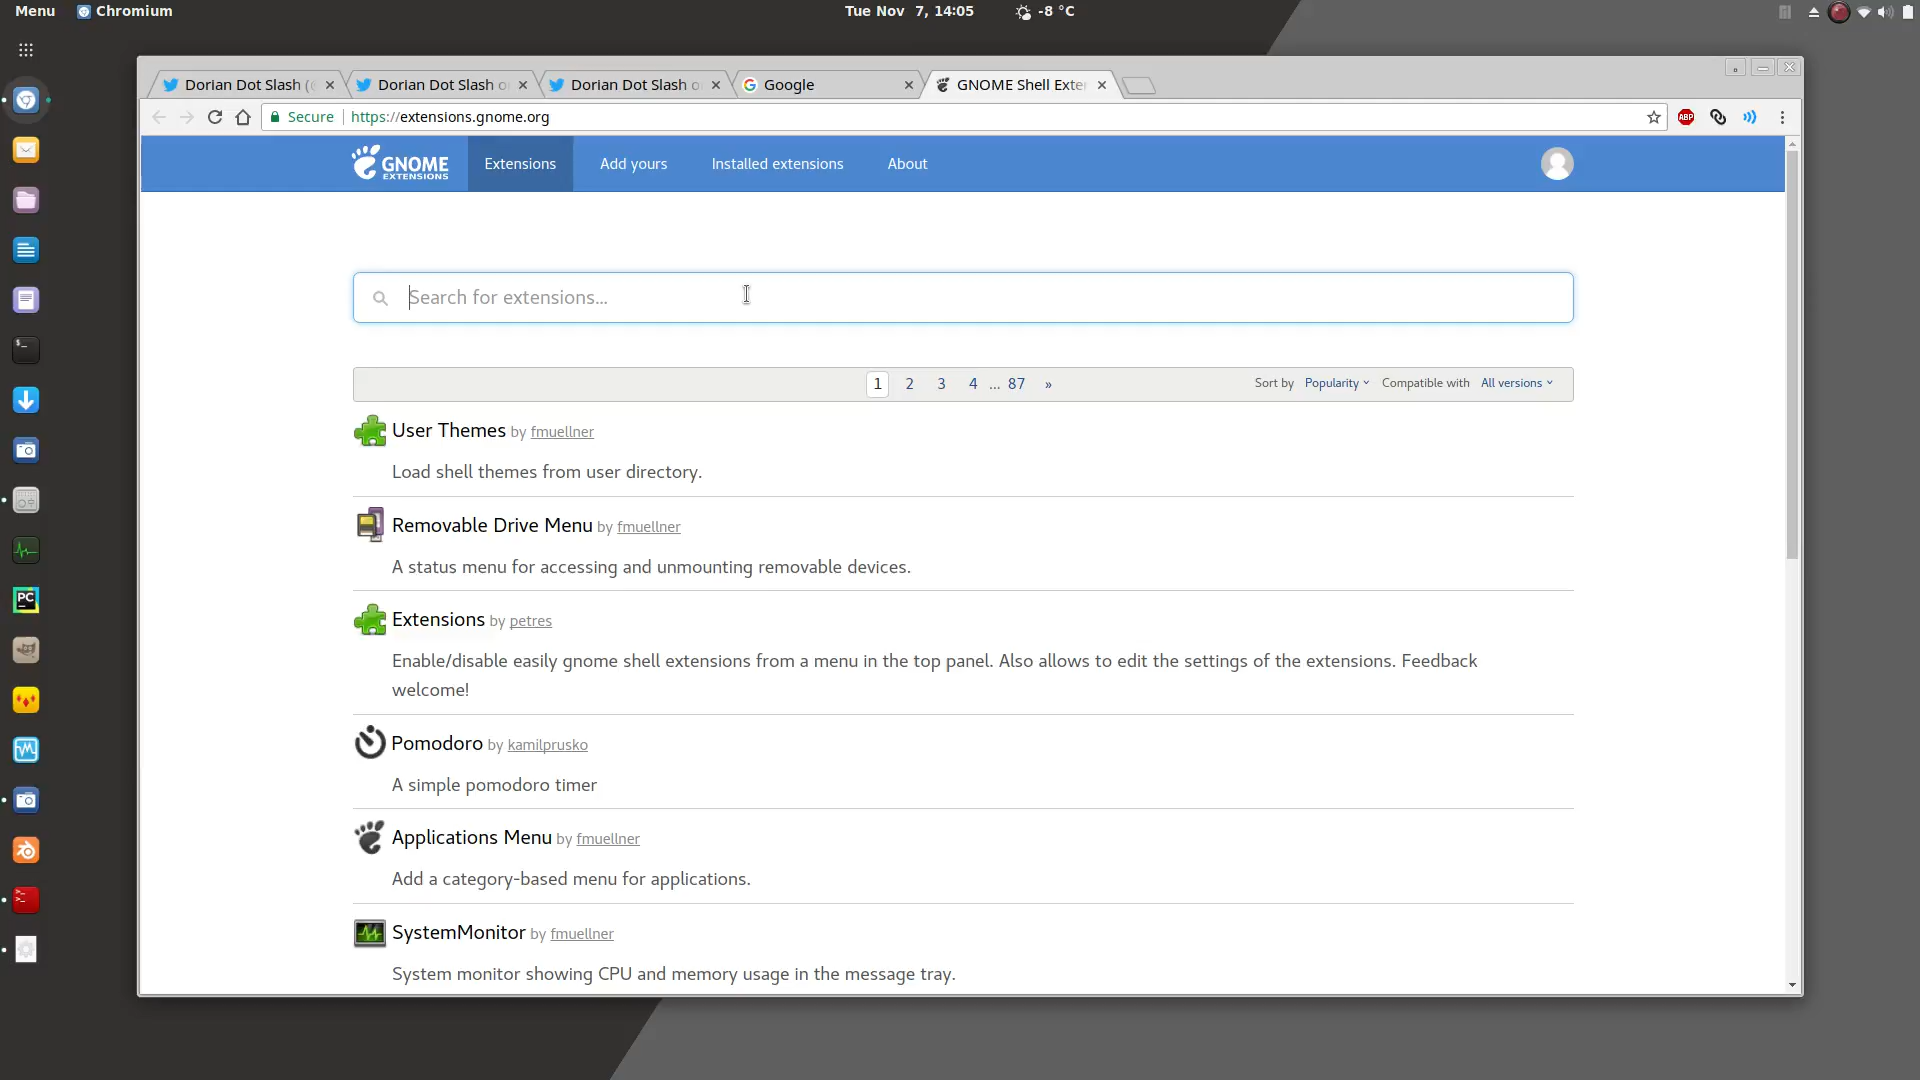 Menu Chromium Tue Nov 7, 14:05 -8 °C
Dorian Dot Slash ( Dorian Dot Slash o Dorian Dot Slash o Google GNOME Shell Exte
Secure https://extensions.gnome.org ABP
GNOME EXTENSIONS Extensions Add yours Installed extensions About
Search for extensions...
1 2 3 4 ... 87 » Sort by Popularity Compatible with All versions
User Themes by fmuellner
Load shell themes from user directory.
Removable Drive Menu by fmuellner
A status menu for accessing and unmounting removable devices.
Extensions by petres
Enable/disable easily gnome shell extensions from a menu in the top panel. Also allows to edit the settings of the extensions. Feedback
welcome!
PC
Pomodoro by kamilprusko
A simple pomodoro timer
Applications Menu by fmuellner
Add a category-based menu for applications.
SystemMonitor by fmuellner
System monitor showing CPU and memory usage in the message tray.